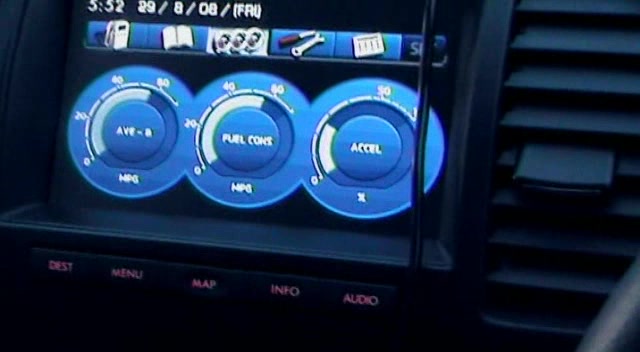 5:52 29/8/08/(FRI)
0 20 40 60
AVE-B
MPG
0 20 40 60
FUEL CONS
MPG
0 50
ACCEL
%
DEST MENU MAP INFO AUDIO